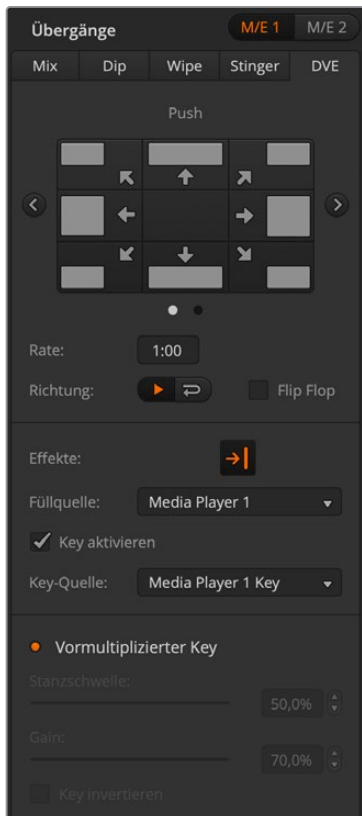 Übergänge M/E 1 M/E 2
Mix Dip Wipe Stinger DVE
Push
Rate: 1:00
Richtung: Flip Flop
Effekte:
Füllquelle: Media Player 1
Key aktivieren
Key-Quelle: Media Player 1 Key
Vormultiplizierter Key
Stanzschwelle:
50,0%
Gain:
70,0%
Key invertieren